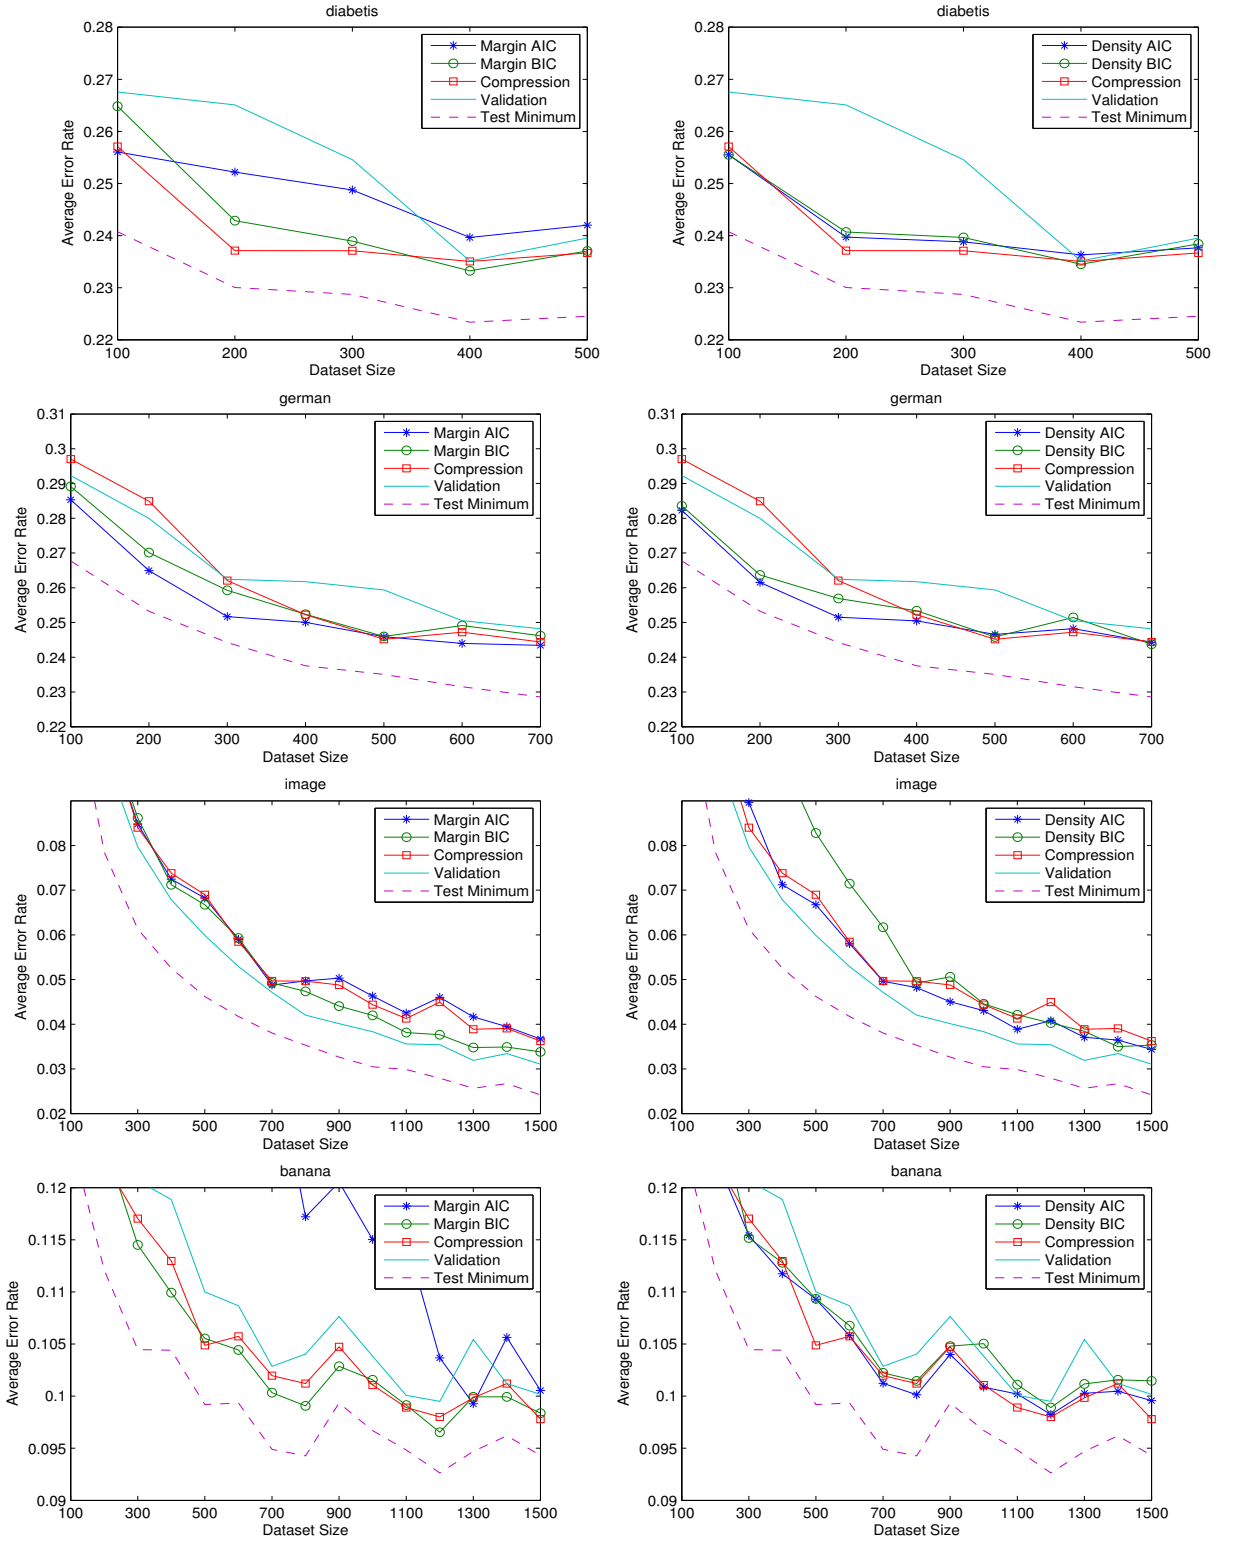 diabetis
0.28
0.27
0.26
0.25
0.24
0.23
0.22
Average Error Rate
Margin AIC
Margin BIC
Compression
Validation
Test Minimum
100 200 300 400 500
Dataset Size
diabetis
0.28
0.27
0.26
0.25
0.24
0.23
0.22
Average Error Rate
Density AIC
Density BIC
Compression
Validation
Test Minimum
100 200 300 400 500
Dataset Size
german
0.31
0.3
0.29
0.28
0.27
0.26
0.25
0.24
0.23
0.22
Average Error Rate
Margin AIC
Margin BIC
Compression
Validation
Test Minimum
100 200 300 400 500 600 700
Dataset Size
german
0.31
0.3
0.29
0.28
0.27
0.26
0.25
0.24
0.23
0.22
Average Error Rate
Density AIC
Density BIC
Compression
Validation
Test Minimum
100 200 300 400 500 600 700
Dataset Size
image
0.08
0.07
0.06
0.05
0.04
0.03
0.02
Average Error Rate
Margin AIC
Margin BIC
Compression
Validation
Test Minimum
100 300 500 700 900 1100 1300 1500
Dataset Size
image
0.08
0.07
0.06
0.05
0.04
0.03
0.02
Average Error Rate
Density AIC
Density BIC
Compression
Validation
Test Minimum
100 300 500 700 900 1100 1300 1500
Dataset Size
banana
0.12
0.115
0.11
0.105
0.1
0.095
0.09
Average Error Rate
Margin AIC
Margin BIC
Compression
Validation
Test Minimum
100 300 500 700 900 1100 1300 1500
Dataset Size
banana
0.12
0.115
0.11
0.105
0.1
0.095
0.09
Average Error Rate
Density AIC
Density BIC
Compression
Validation
Test Minimum
100 300 500 700 900 1100 1300 1500
Dataset Size